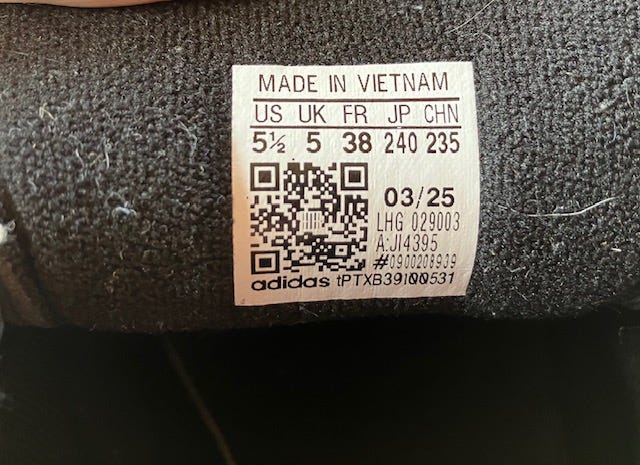 MADE IN VIETNAM
US UK FR JP CHN
5½ 5 38 240 235
03/25
LHG 029003
A:JI4395
#0900208939
adidas tPTXB39I00531